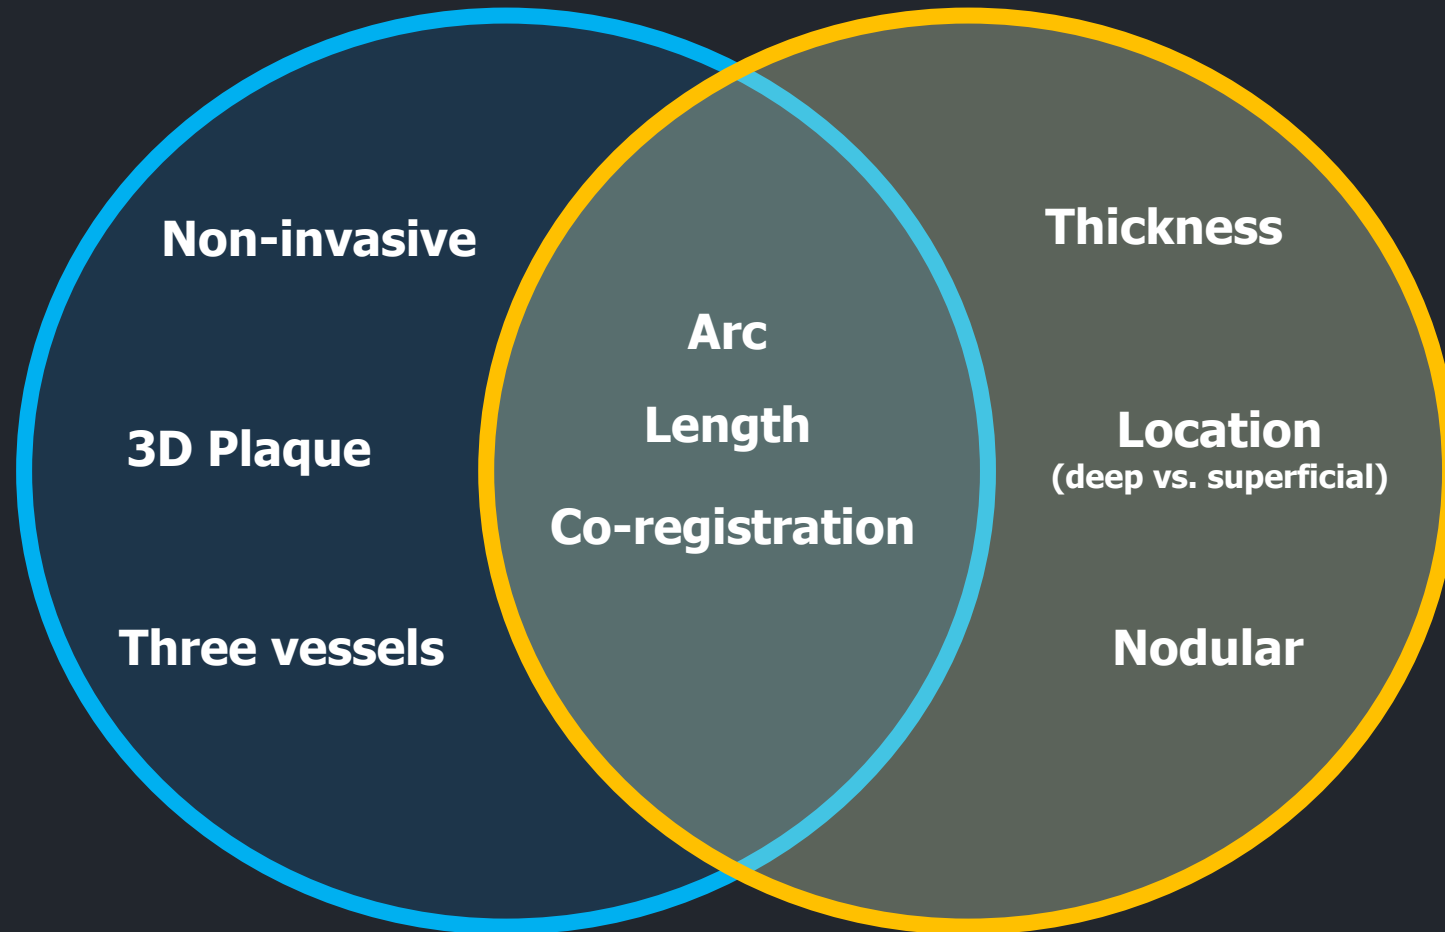 Non-invasive
3D Plaque
Three vessels
Arc
Length
Co-registration
Thickness
Location
(deep vs. superficial)
Nodular